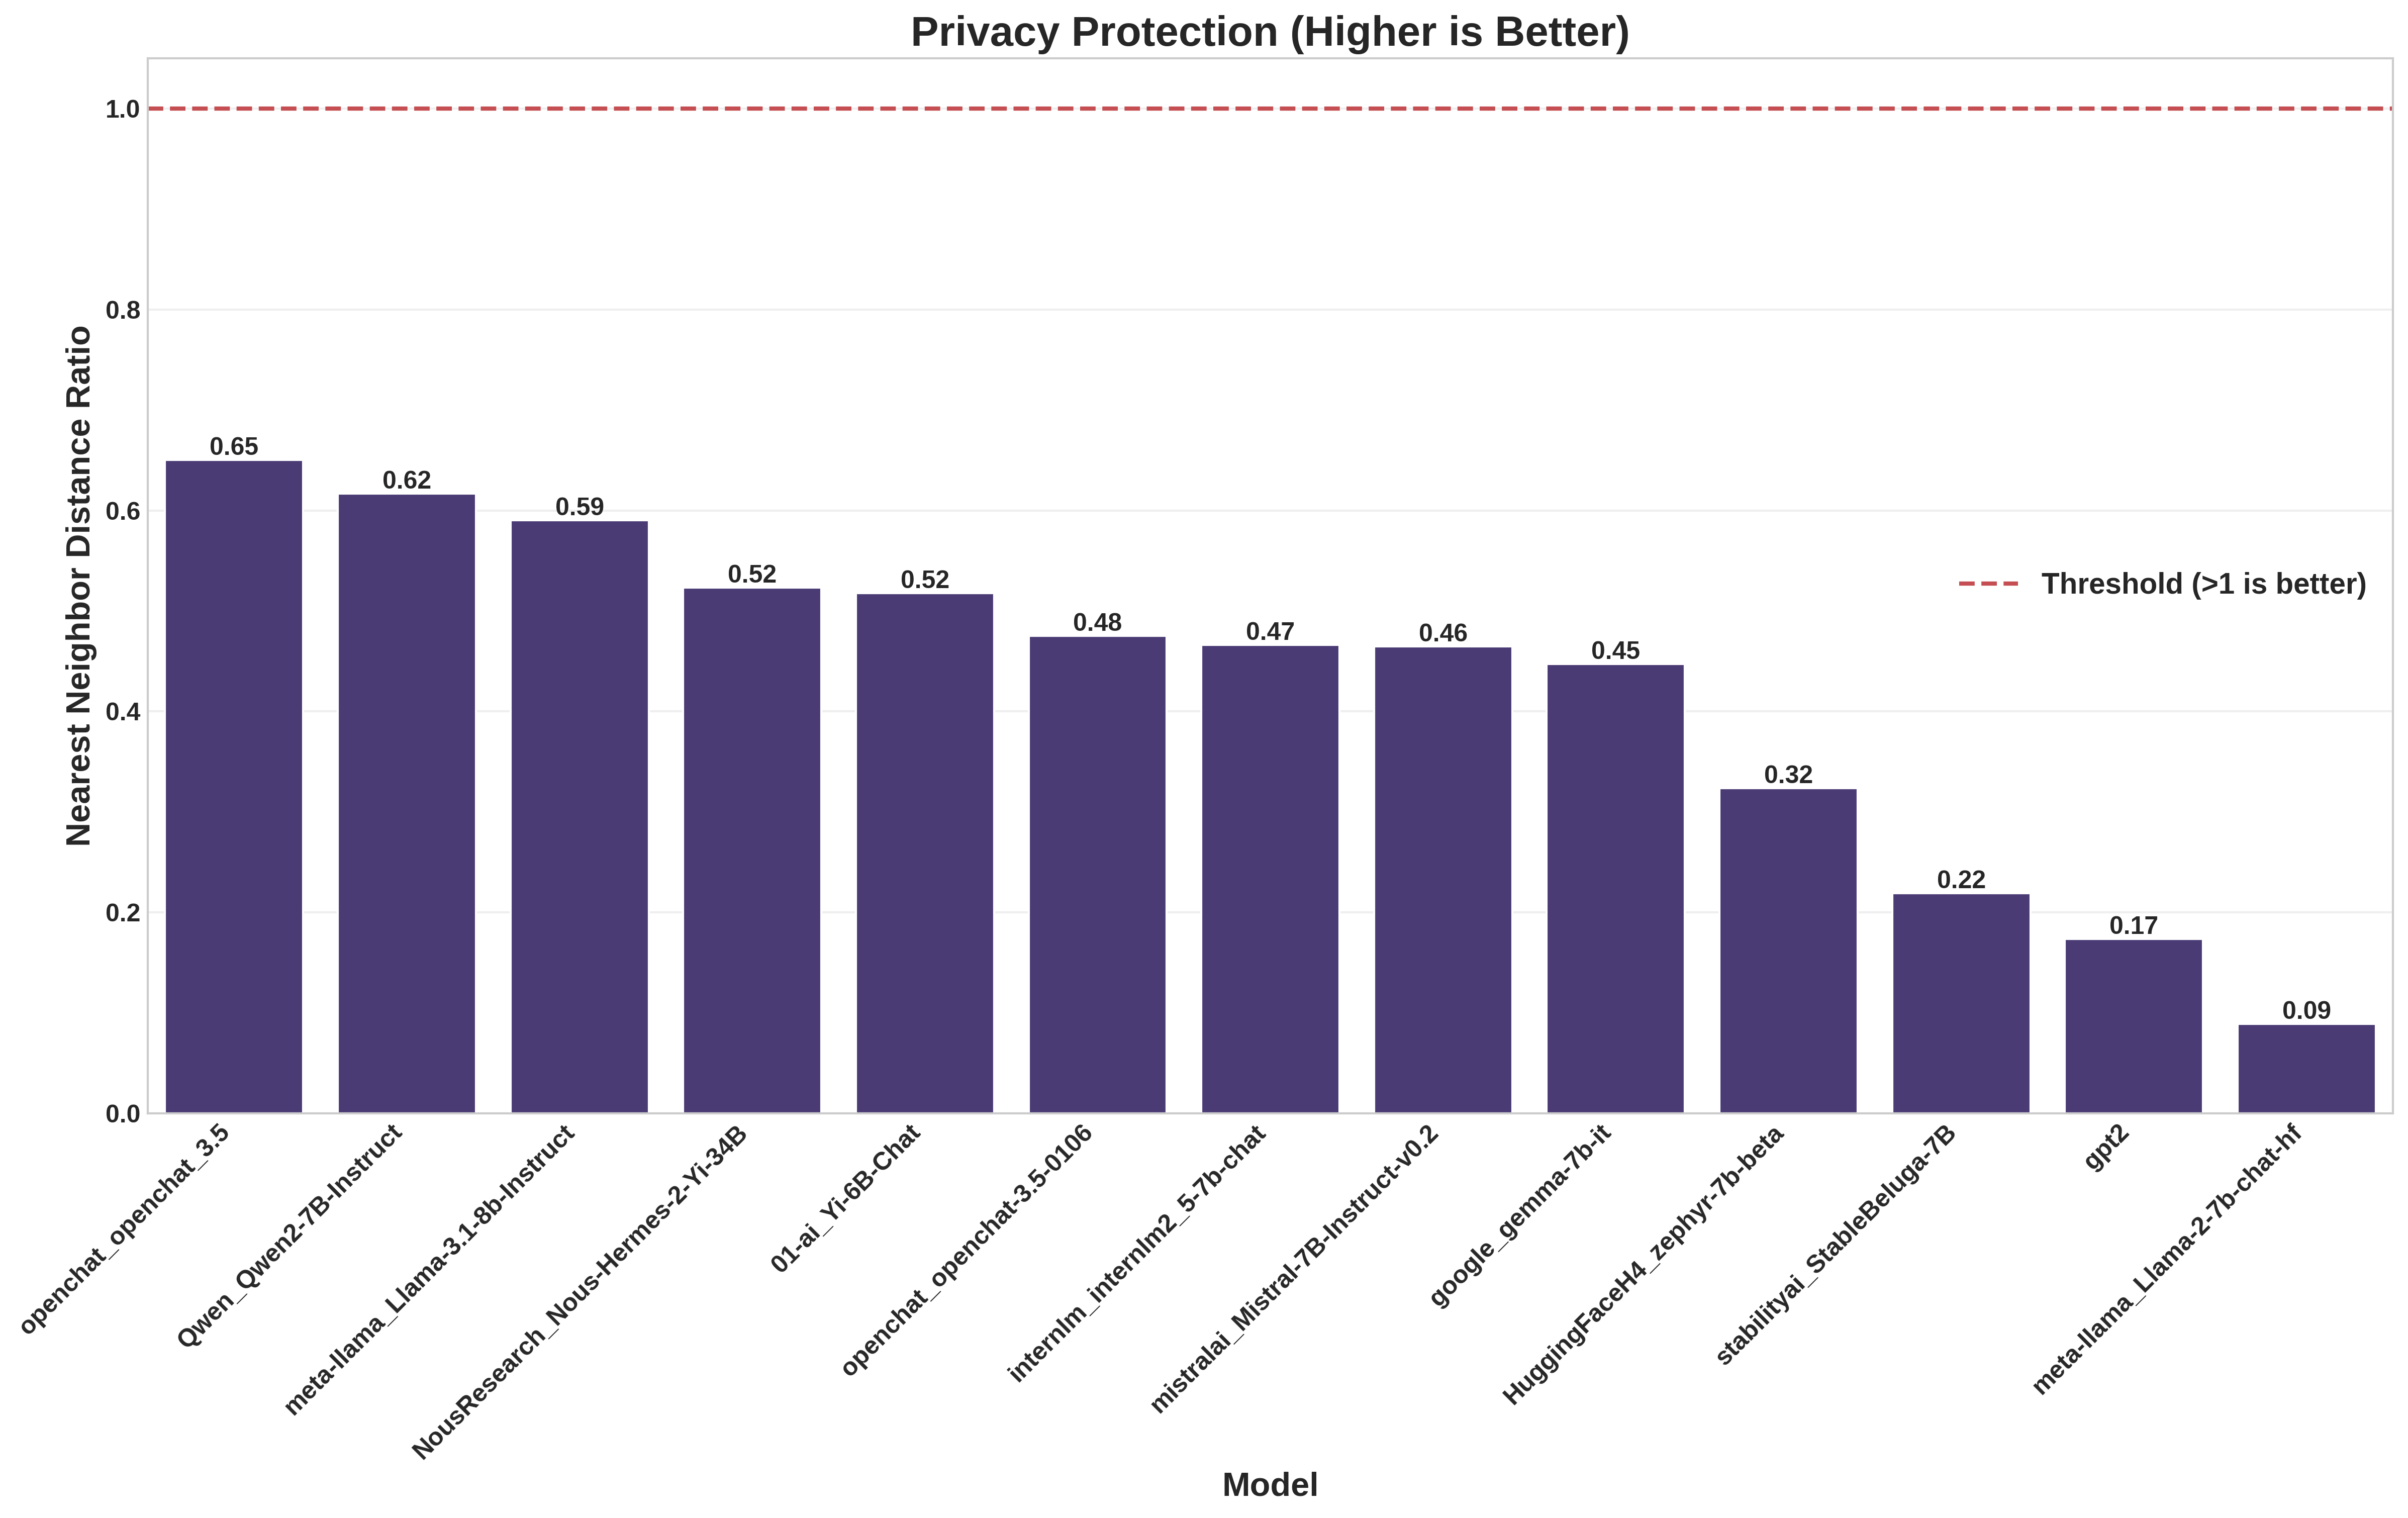 Privacy Protection (Higher is Better)
Nearest Neighbor Distance Ratio
1.0
0.8
0.6
0.4
0.2
0.0
0.65
0.62
0.59
0.52
0.52
0.48
0.47
0.46
0.45
0.32
0.22
0.17
0.09
Threshold (>1 is better)
openchat_openchat_3.5
Qwen_Qwen2-7B-Instruct
meta-llama_Llama-3.1-8b-Instruct
NousResearch_Nous-Hermes-2-Yi-34B
01-ai_Yi-6B-Chat
openchat_openchat-3.5-0106
internlm_internlm2_5-7b-chat
mistralai_Mistral-7B-Instruct-v0.2
google_gemma-7b-it
HuggingFaceH4_zephyr-7b-beta
stabilityai_StableBeluga-7B
gpt2
meta-llama_Llama-2-7b-chat-hf
Model